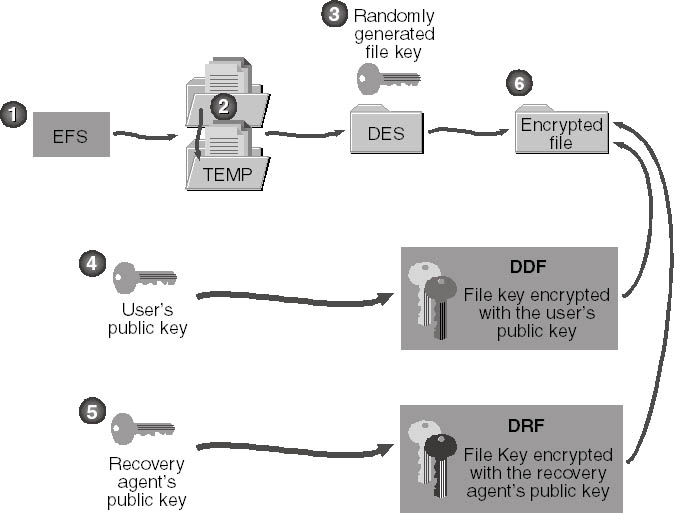 3 Randomly
generated
file key
1
EFS
2
TEMP
DES
6
Encrypted
file
4
User's
public key
DDF
File key encrypted
with the user's
public key
5
Recovery
agent's
public key
DRF
File Key encrypted
with the recovery
agent's public key